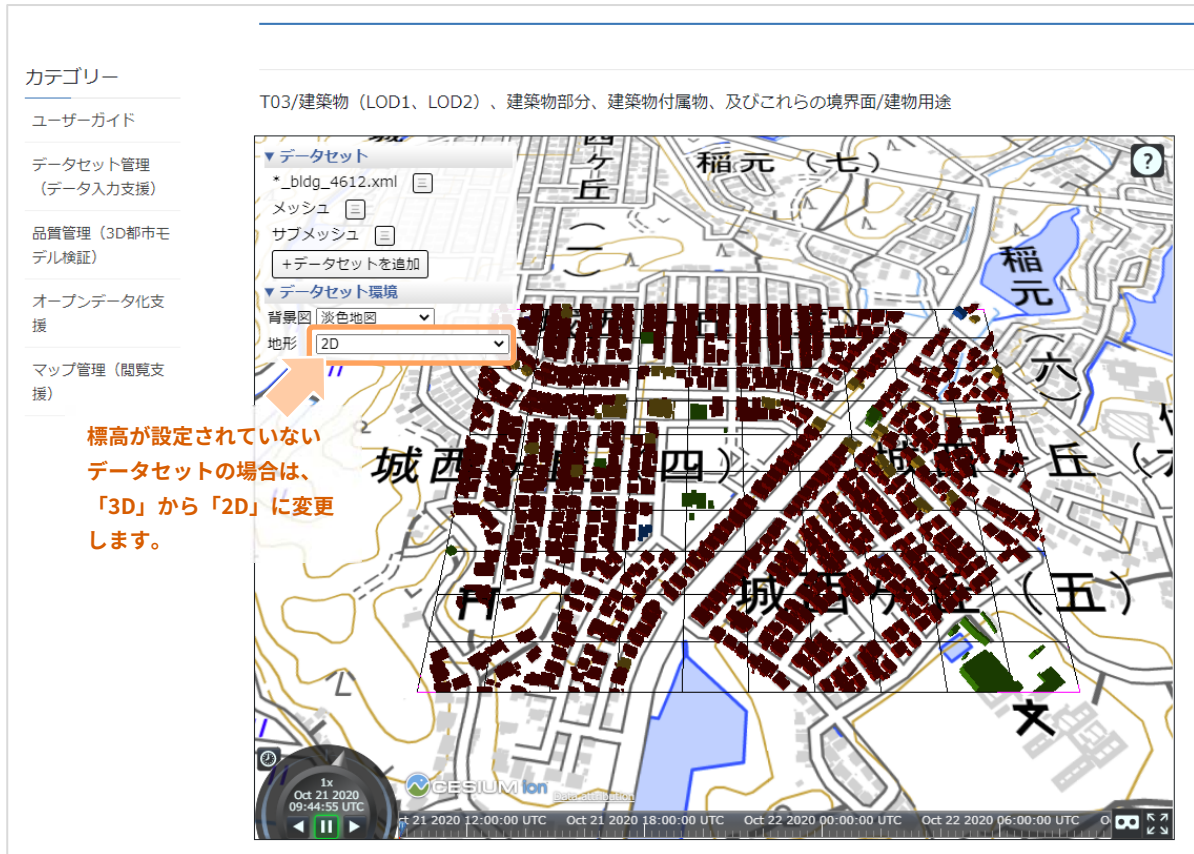 カテゴリー
ユーザーガイド
データセット管理
（データ入力支援）
品質管理（3D都市モ
デル検証）
オープンデータ化支
援
マップ管理（閲覧支
援）
T03/建築物（LOD1、LOD2）、建築物部分、建築物付属物、及びこれらの境界面/建物用途
▼ データセット
*_bldg_4612.xml
メッシュ
サブメッシュ
+データセットを追加
▼ データセット環境
背景図 淡色地図
地形 2D
標高が設定されていない
データセットの場合は、
「3D」から「2D」に変更
します。
稲元（七）
稲元
（六）
四ケ丘（一）
城西
四）
丘
城西ヶ丘（五）
文
?
1x
Oct 21 2020
09:44:55 UTC
CESIUM ion
Data attribution
ct 21 2020 12:00:00 UTC
Oct 21 2020 18:00:00 UTC
Oct 22 2020 00:00:00 UTC
Oct 22 2020 06:00:00 UTC